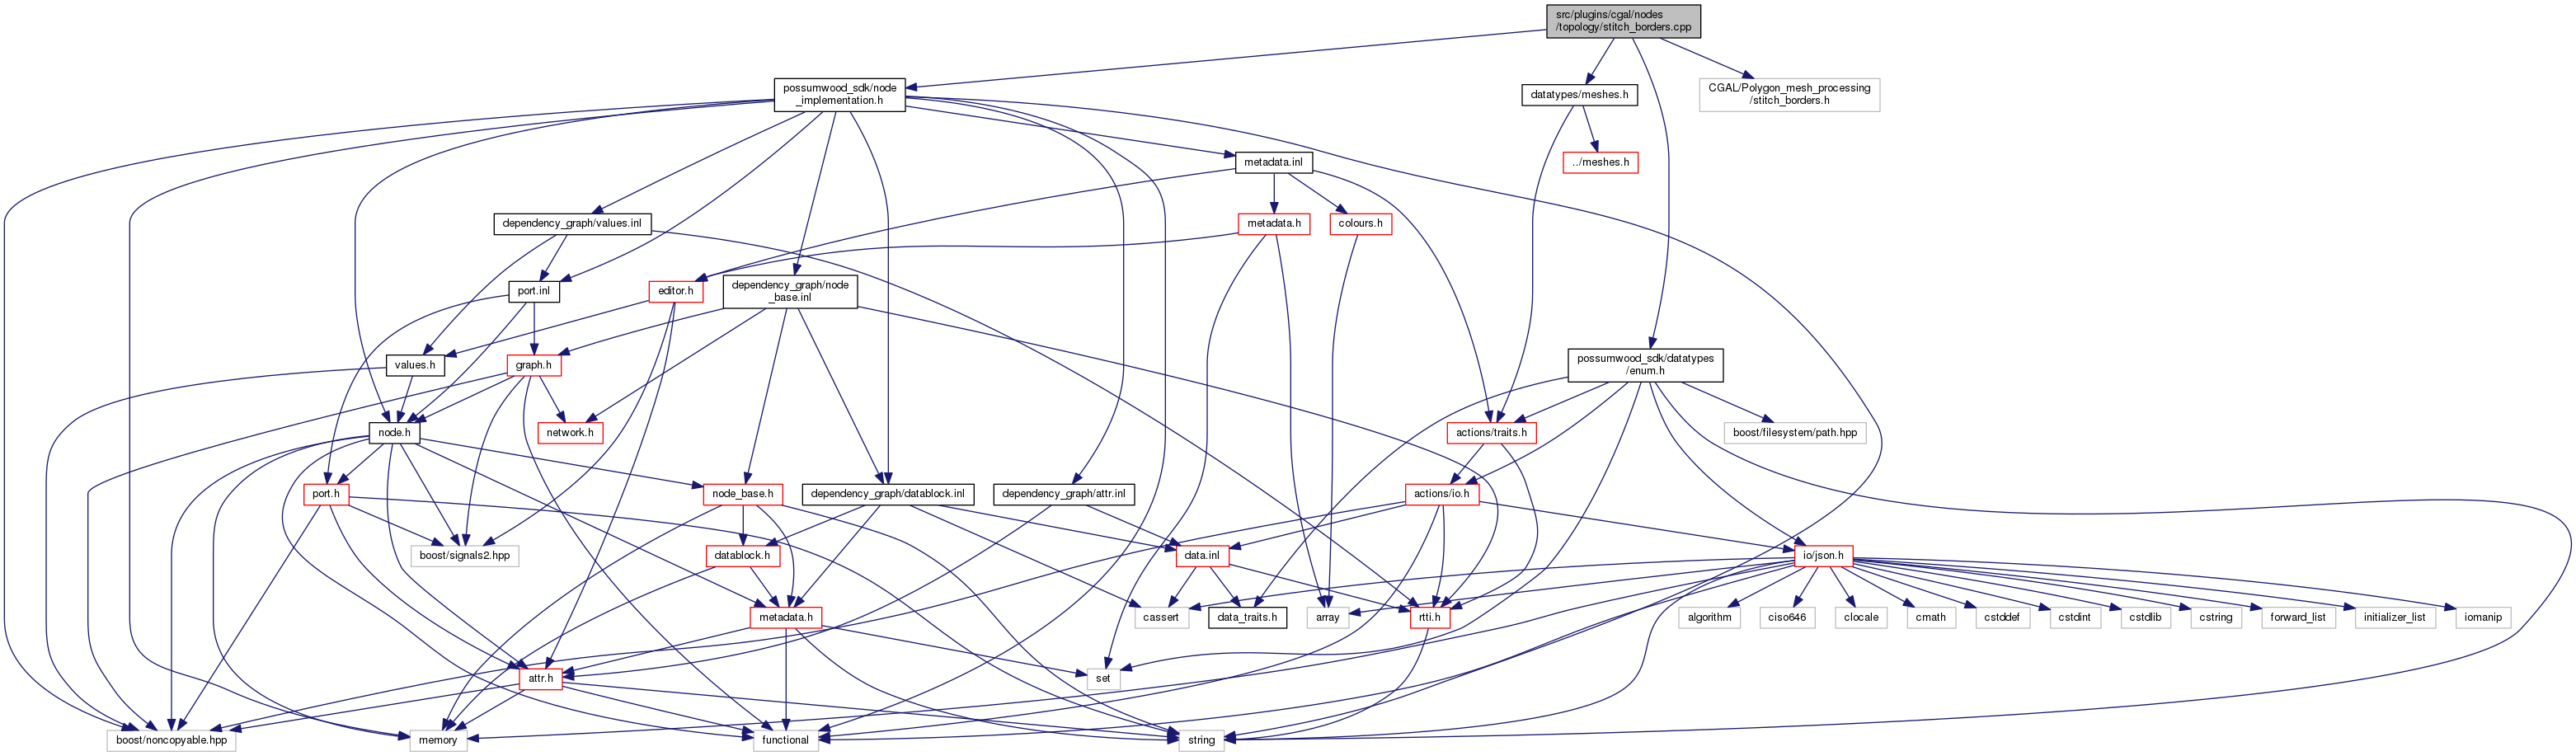 src/plugins/cgal/nodes
/topology/stitch_borders.cpp
possumwood_sdk/node
_implementation.h
datatypes/meshes.h
CGAL/Polygon_mesh_processing
/stitch_borders.h
metadata.inl
../meshes.h
dependency_graph/values.inl
metadata.h
colours.h
port.inl
editor.h
dependency_graph/node
_base.inl
values.h
graph.h
possumwood_sdk/datatypes
/enum.h
node.h
network.h
actions/traits.h
boost/filesystem/path.hpp
port.h
node_base.h
dependency_graph/datablock.inl
dependency_graph/attr.inl
actions/io.h
boost/signals2.hpp
datablock.h
data.inl
io/json.h
metadata.h
cassert
data_traits.h
array
rtti.h
algorithm
ciso646
clocale
cmath
cstddef
cstdint
cstdlib
cstring
forward_list
initializer_list
iomanip
attr.h
set
boost/noncopyable.hpp
memory
functional
string